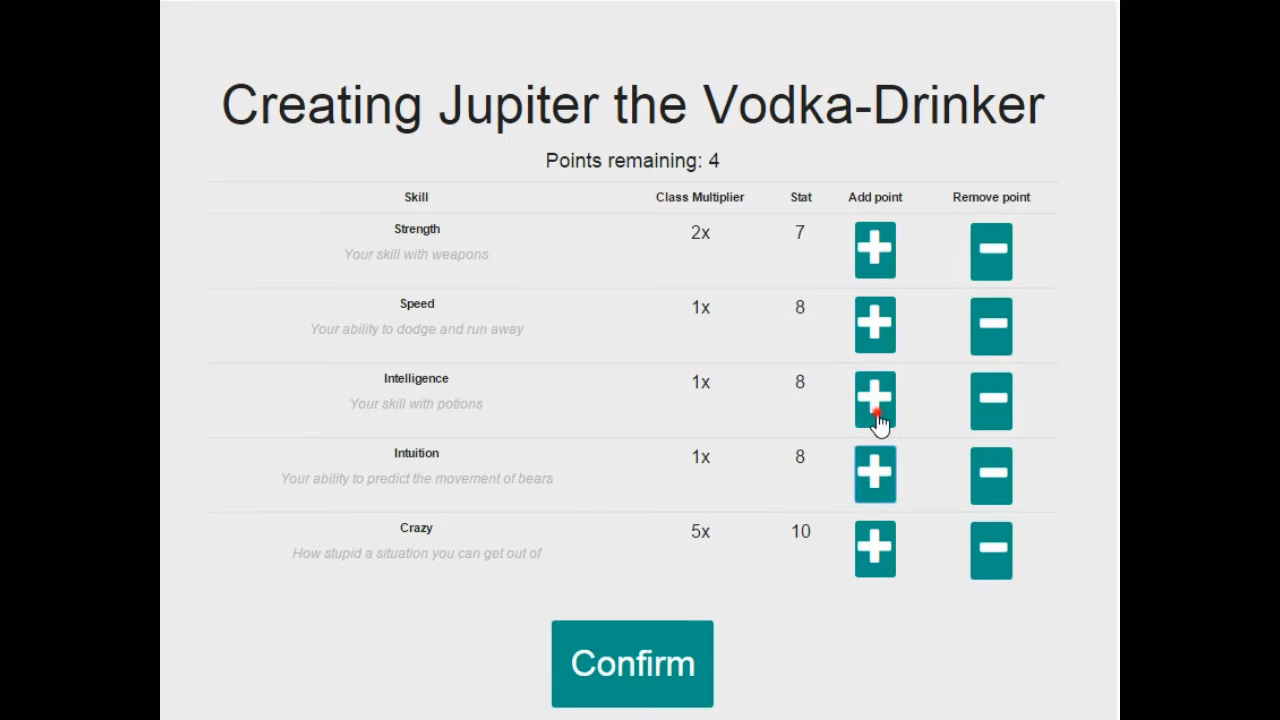 Creating Jupiter the Vodka-Drinker
Points remaining: 4
Skill Class Multiplier Stat Add point Remove point
Strength 2x 7
Your skill with weapons
Speed 1x 8
Your ability to dodge and run away
Intelligence 1x 8
Your skill with potions
Intuition 1x 8
Your ability to predict the movement of bears
Crazy 5x 10
How stupid a situation you can get out of
Confirm